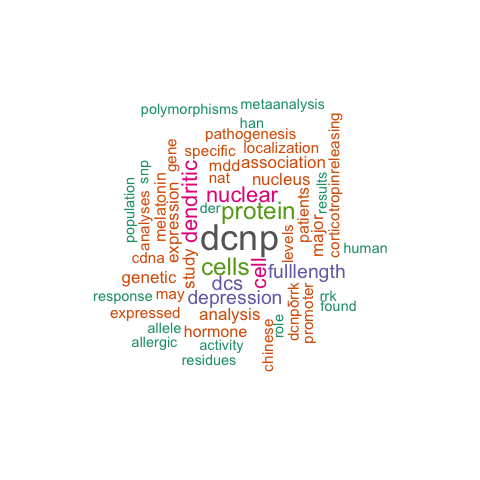 polymorphisms
metaanalysis
han
pathogenesis
specific
localization
gene
mdd
association
corticotropinreleasing
snp
dendritic
nat
nucleus
results
population
analyses
melatonin
expression
nuclear
patients
der
protein
major
dcnp
levels
human
cdna
study
cells
cell
fulllength
genetic
dcs
response
may
depression
dcnpδrrk
promoter
rrk
found
expressed
analysis
role
allele
hormone
chinese
allergic
activity
residues